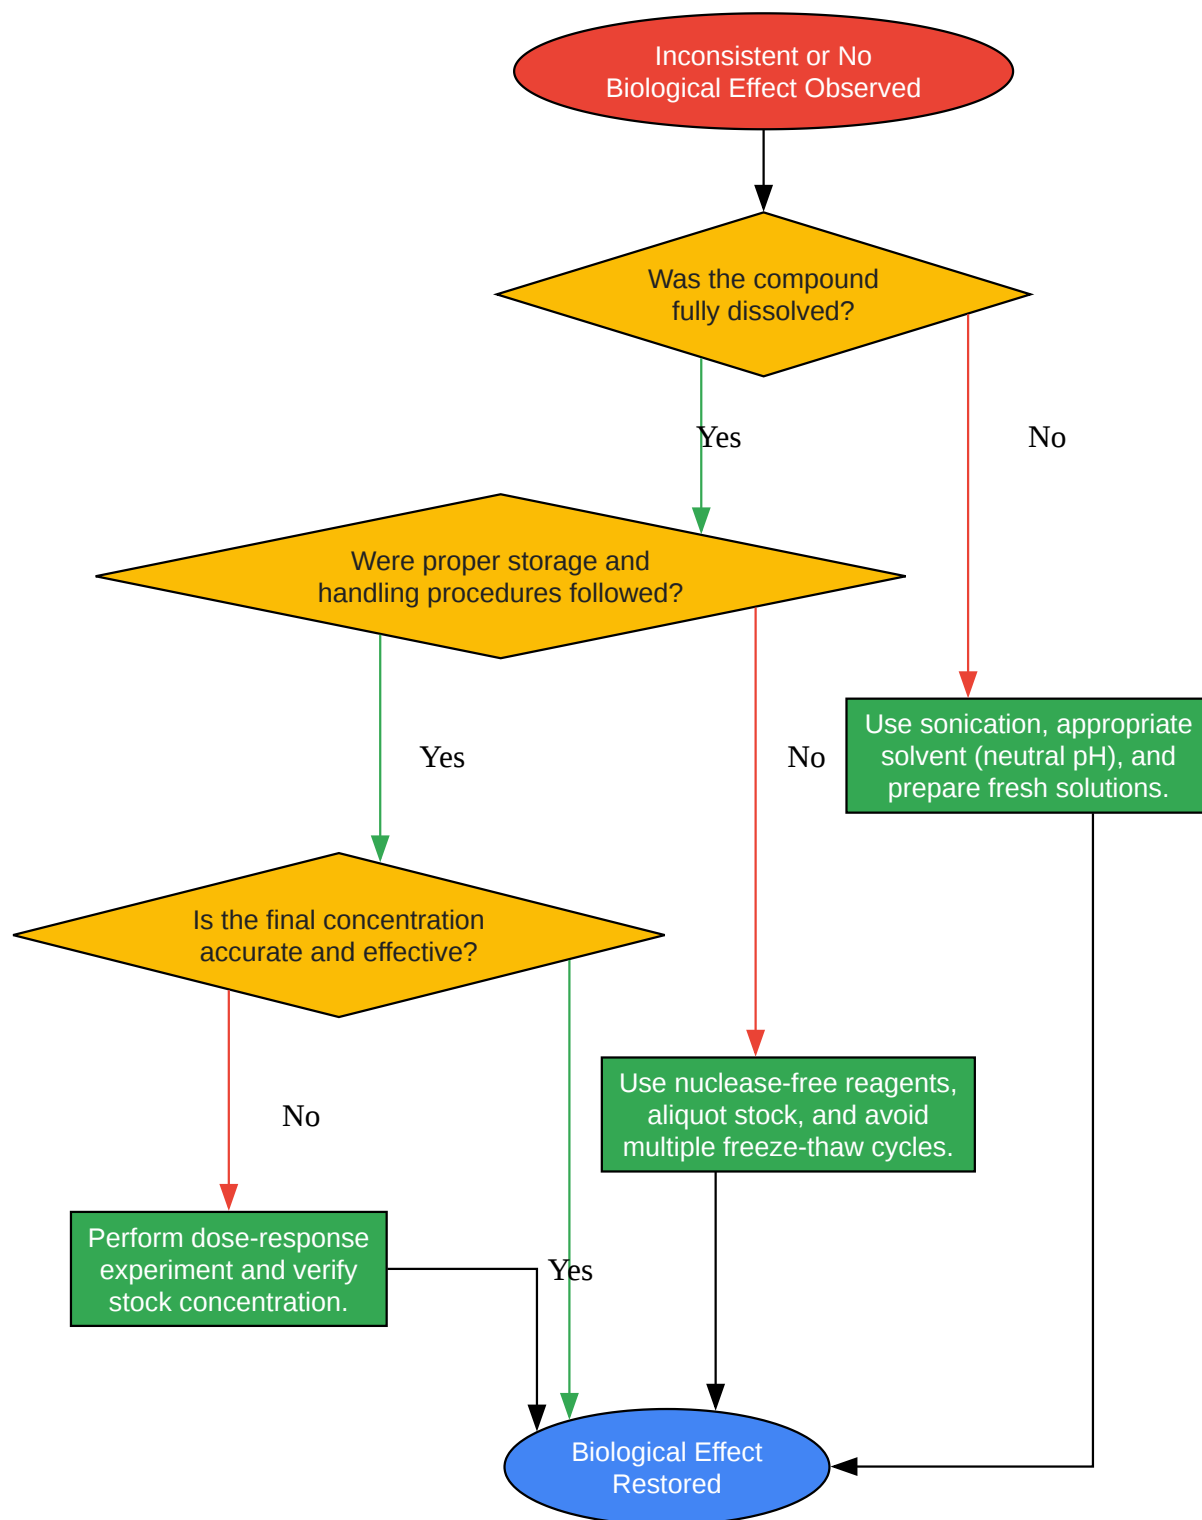 Inconsistent or No
Biological Effect Observed
Was the compound
fully dissolved?
Yes
No
Were proper storage and
handling procedures followed?
Yes
No
Use sonication, appropriate
solvent (neutral pH), and
prepare fresh solutions.
Is the final concentration
accurate and effective?
No
Use nuclease-free reagents,
aliquot stock, and avoid
multiple freeze-thaw cycles.
Perform dose-response
experiment and verify
stock concentration.
Yes
Biological Effect
Restored